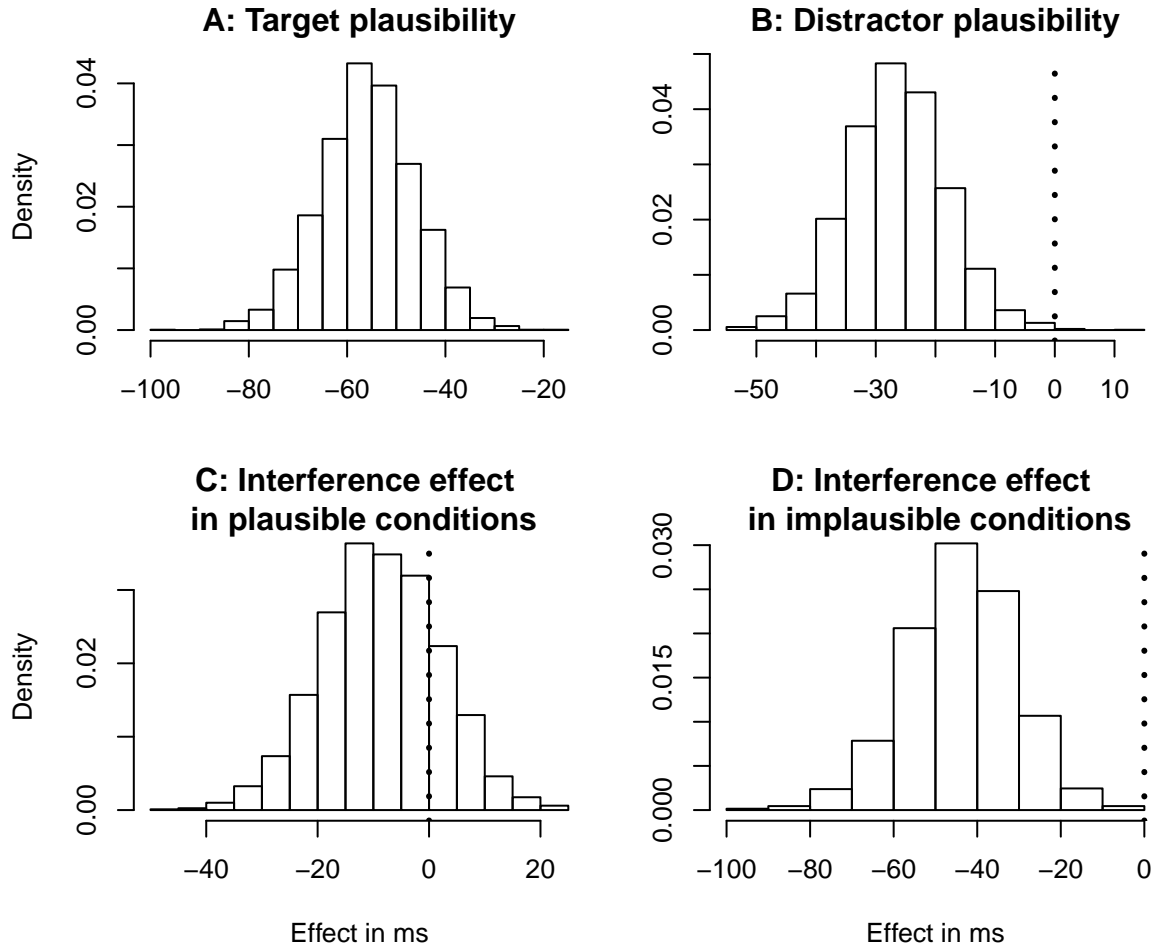 A: Target plausibility
B: Distractor plausibility
Density
0.00 0.02 0.04
−100 −80 −60 −40 −20
0.00 0.02 0.04
−50 −30 −10 0 10
C: Interference effect
in plausible conditions
D: Interference effect
in implausible conditions
Density
0.00 0.02
−40 −20 0 20
Effect in ms
0.000 0.015 0.030
−100 −80 −60 −40 −20 0
Effect in ms